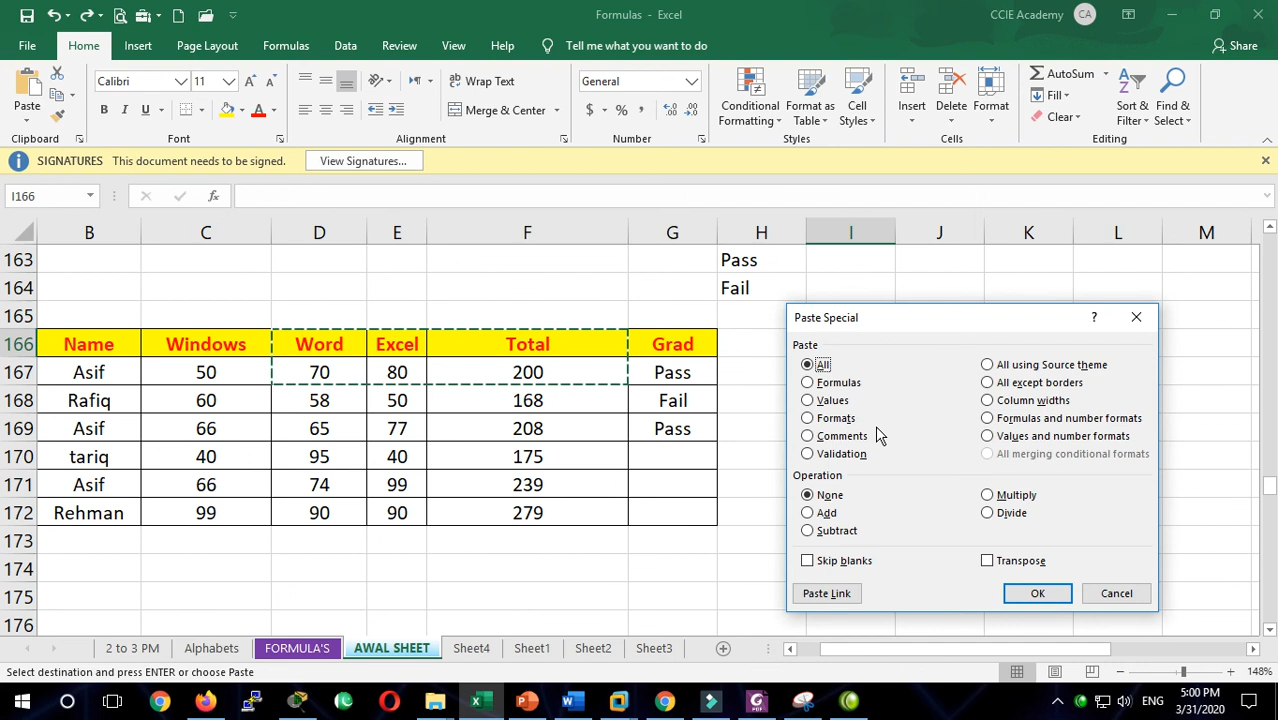 Formulas - Excel
CCIE Academy CA
File Home Insert Page Layout Formulas Data Review View Help Tell me what you want to do Share
Paste
Calibri 11
B I U
A A
Wrap Text
Merge & Center
General
$ % ,
Conditional Formatting
Format as Table
Cell Styles
Insert Delete Format
AutoSum
Fill
Clear
Sort & Filter
Find & Select
Clipboard Font Alignment Number Styles Cells Editing
SIGNATURES This document needs to be signed. View Signatures...
I166 fx
B C D E F G H I J K L M
163 Pass
164 Fail
165
166 Name Windows Word Excel Total Grad
167 Asif 50 70 80 200 Pass
168 Rafiq 60 58 50 168 Fail
169 Asif 66 65 77 208 Pass
170 tariq 40 95 40 175
171 Asif 66 74 99 239
172 Rehman 99 90 90 279
173
174
175
176
Paste Special ?
Paste
All All using Source theme
Formulas All except borders
Values Column widths
Formats Formulas and number formats
Comments Values and number formats
Validation All merging conditional formats
Operation
None Multiply
Add Divide
Subtract
Skip blanks Transpose
Paste Link OK Cancel
2 to 3 PM Alphabets FORMULA'S AWAL SHEET Sheet4 Sheet1 Sheet2 Sheet3
Select destination and press ENTER or choose Paste 148%
ENG 5:00 PM
3/31/2020